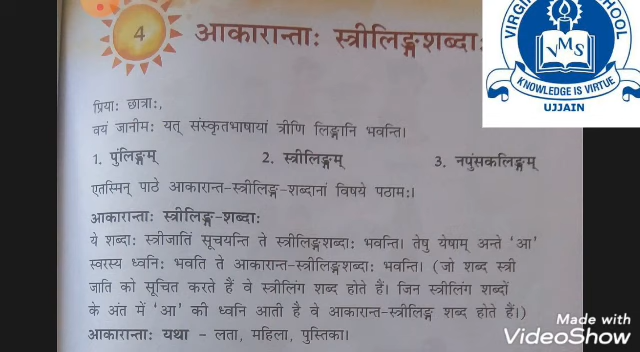 4 आकारान्ताः स्त्रीलिङ्गशब्दाः
VIRGIN SCHOOL
VMS
KNOWLEDGE IS VIRTUE
UJJAIN
प्रियाः छात्राः,
वयं जानीमः यत् संस्कृतभाषायां त्रीणि लिङ्गानि भवन्ति।
1. पुंलिङ्गम् 2. स्त्रीलिङ्गम् 3. नपुंसकलिङ्गम्
एतस्मिन् पाठे आकारान्त-स्त्रीलिङ्ग-शब्दानां विषये पठामः।
आकारान्ताः स्त्रीलिङ्ग-शब्दाः
ये शब्दाः स्त्रीजातिं सूचयन्ति ते स्त्रीलिङ्गशब्दाः भवन्ति। तेषु येषाम् अन्ते ‘आ’
स्वरस्य ध्वनिः भवति ते आकारान्त-स्त्रीलिङ्गशब्दाः भवन्ति। (जो शब्द स्त्री
जाति को सूचित करते हैं वे स्त्रीलिंग शब्द होते हैं। जिन स्त्रीलिंग शब्दों
के अंत में ‘आ’ की ध्वनि आती है वे आकारान्त-स्त्रीलिङ्ग शब्द होते हैं।)
आकारान्ताः यथा – लता, महिला, पुस्तिका।
Made with
VideoShow